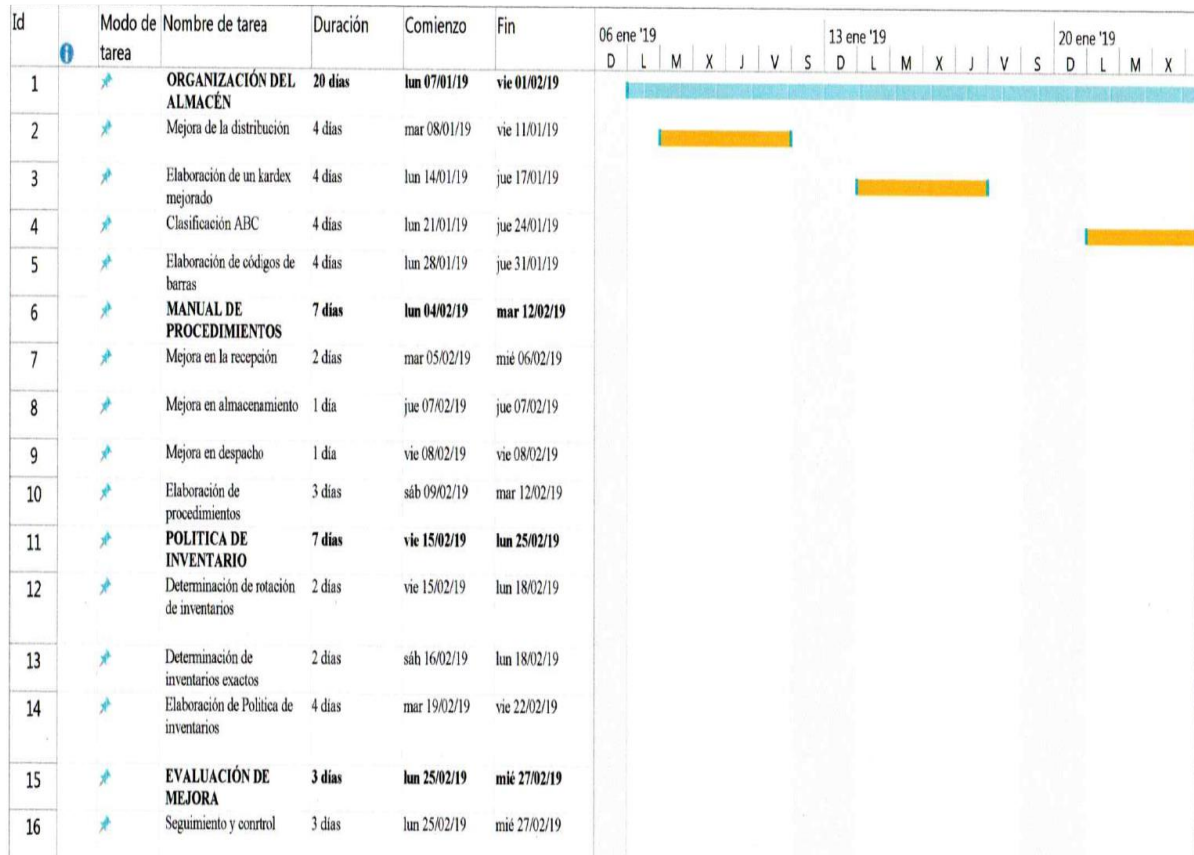 Id Modo de Nombre de tarea Duración Comienzo Fin
tarea
06 ene '19 13 ene '19 20 ene '19
D L M X J V S D L M X J V S D L M X
1 ORGANIZACIÓN DEL 20 días lun 07/01/19 vie 01/02/19
ALMACÉN
2 Mejora de la distribución 4 días mar 08/01/19 vie 11/01/19
3 Elaboración de un kardex 4 días lun 14/01/19 jue 17/01/19
mejorado
4 Clasificación ABC 4 días lun 21/01/19 jue 24/01/19
5 Elaboración de códigos de 4 días lun 28/01/19 jue 31/01/19
barras
6 MANUAL DE 7 días lun 04/02/19 mar 12/02/19
PROCEDIMIENTOS
7 Mejora en la recepción 2 días mar 05/02/19 mié 06/02/19
8 Mejora en almacenamiento 1 día jue 07/02/19 jue 07/02/19
9 Mejora en despacho 1 día vie 08/02/19 vie 08/02/19
10 Elaboración de 3 días sáb 09/02/19 mar 12/02/19
procedimientos
11 POLITICA DE 7 días vie 15/02/19 lun 25/02/19
INVENTARIO
12 Determinación de rotación 2 días vie 15/02/19 lun 18/02/19
de inventarios
13 Determinación de 2 días sáb 16/02/19 lun 18/02/19
inventarios exactos
14 Elaboración de Politica de 4 días mar 19/02/19 vie 22/02/19
inventarios
15 EVALUACIÓN DE 3 días lun 25/02/19 mié 27/02/19
MEJORA
16 Seguimiento y conrtrol 3 días lun 25/02/19 mié 27/02/19